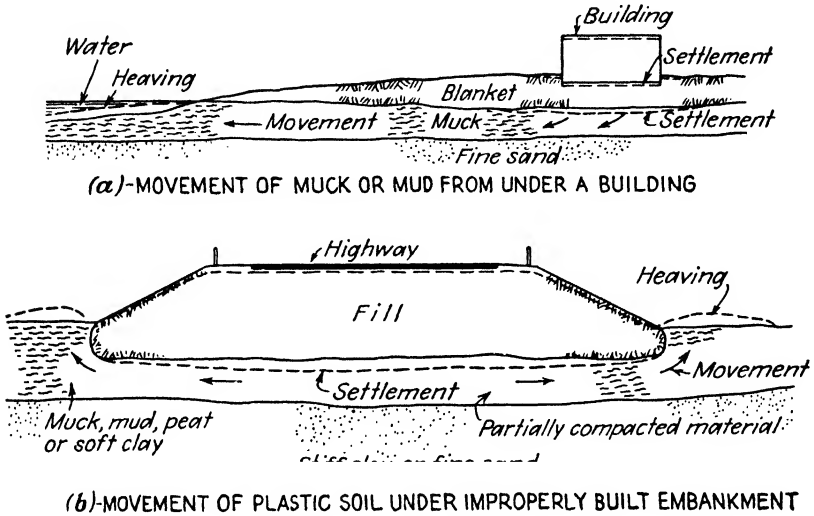 Building
Water
Settlement
Heaving
Blanket
Movement
Muck
Settlement
Fine sand
(a)-MOVEMENT OF MUCK OR MUD FROM UNDER A BUILDING
Highway
Heaving
Fill
Movement
Settlement
Muck, mud, peat
or soft clay
Partially compacted material
(b)-MOVEMENT OF PLASTIC SOIL UNDER IMPROPERLY BUILT EMBANKMENT